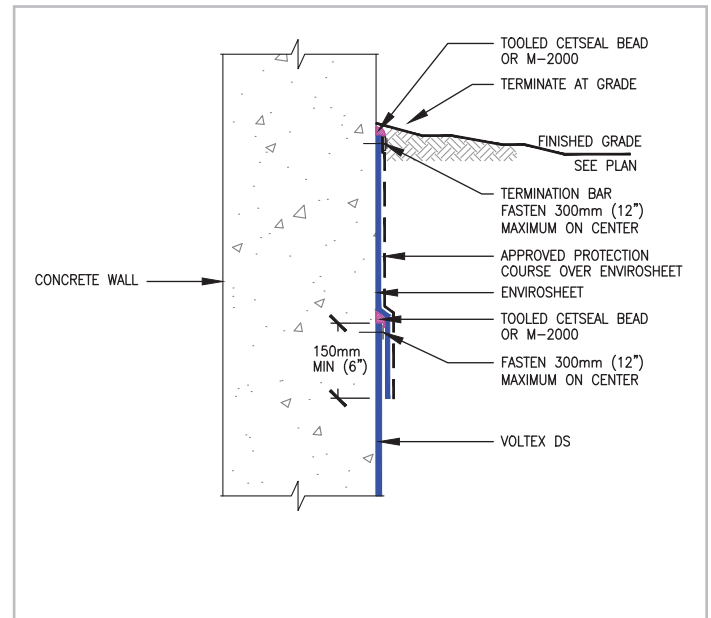 TOOLED CETSEAL BEAD
OR M-2000
TERMINATE AT GRADE
FINISHED GRADE
SEE PLAN
TERMINATION BAR
FASTEN 300mm (12")
MAXIMUM ON CENTER
APPROVED PROTECTION
COURSE OVER ENVIROSHEET
CONCRETE WALL
ENVIROSHEET
TOOLED CETSEAL BEAD
OR M-2000
150mm
MIN (6")
FASTEN 300mm (12")
MAXIMUM ON CENTER
VOLTEX DS